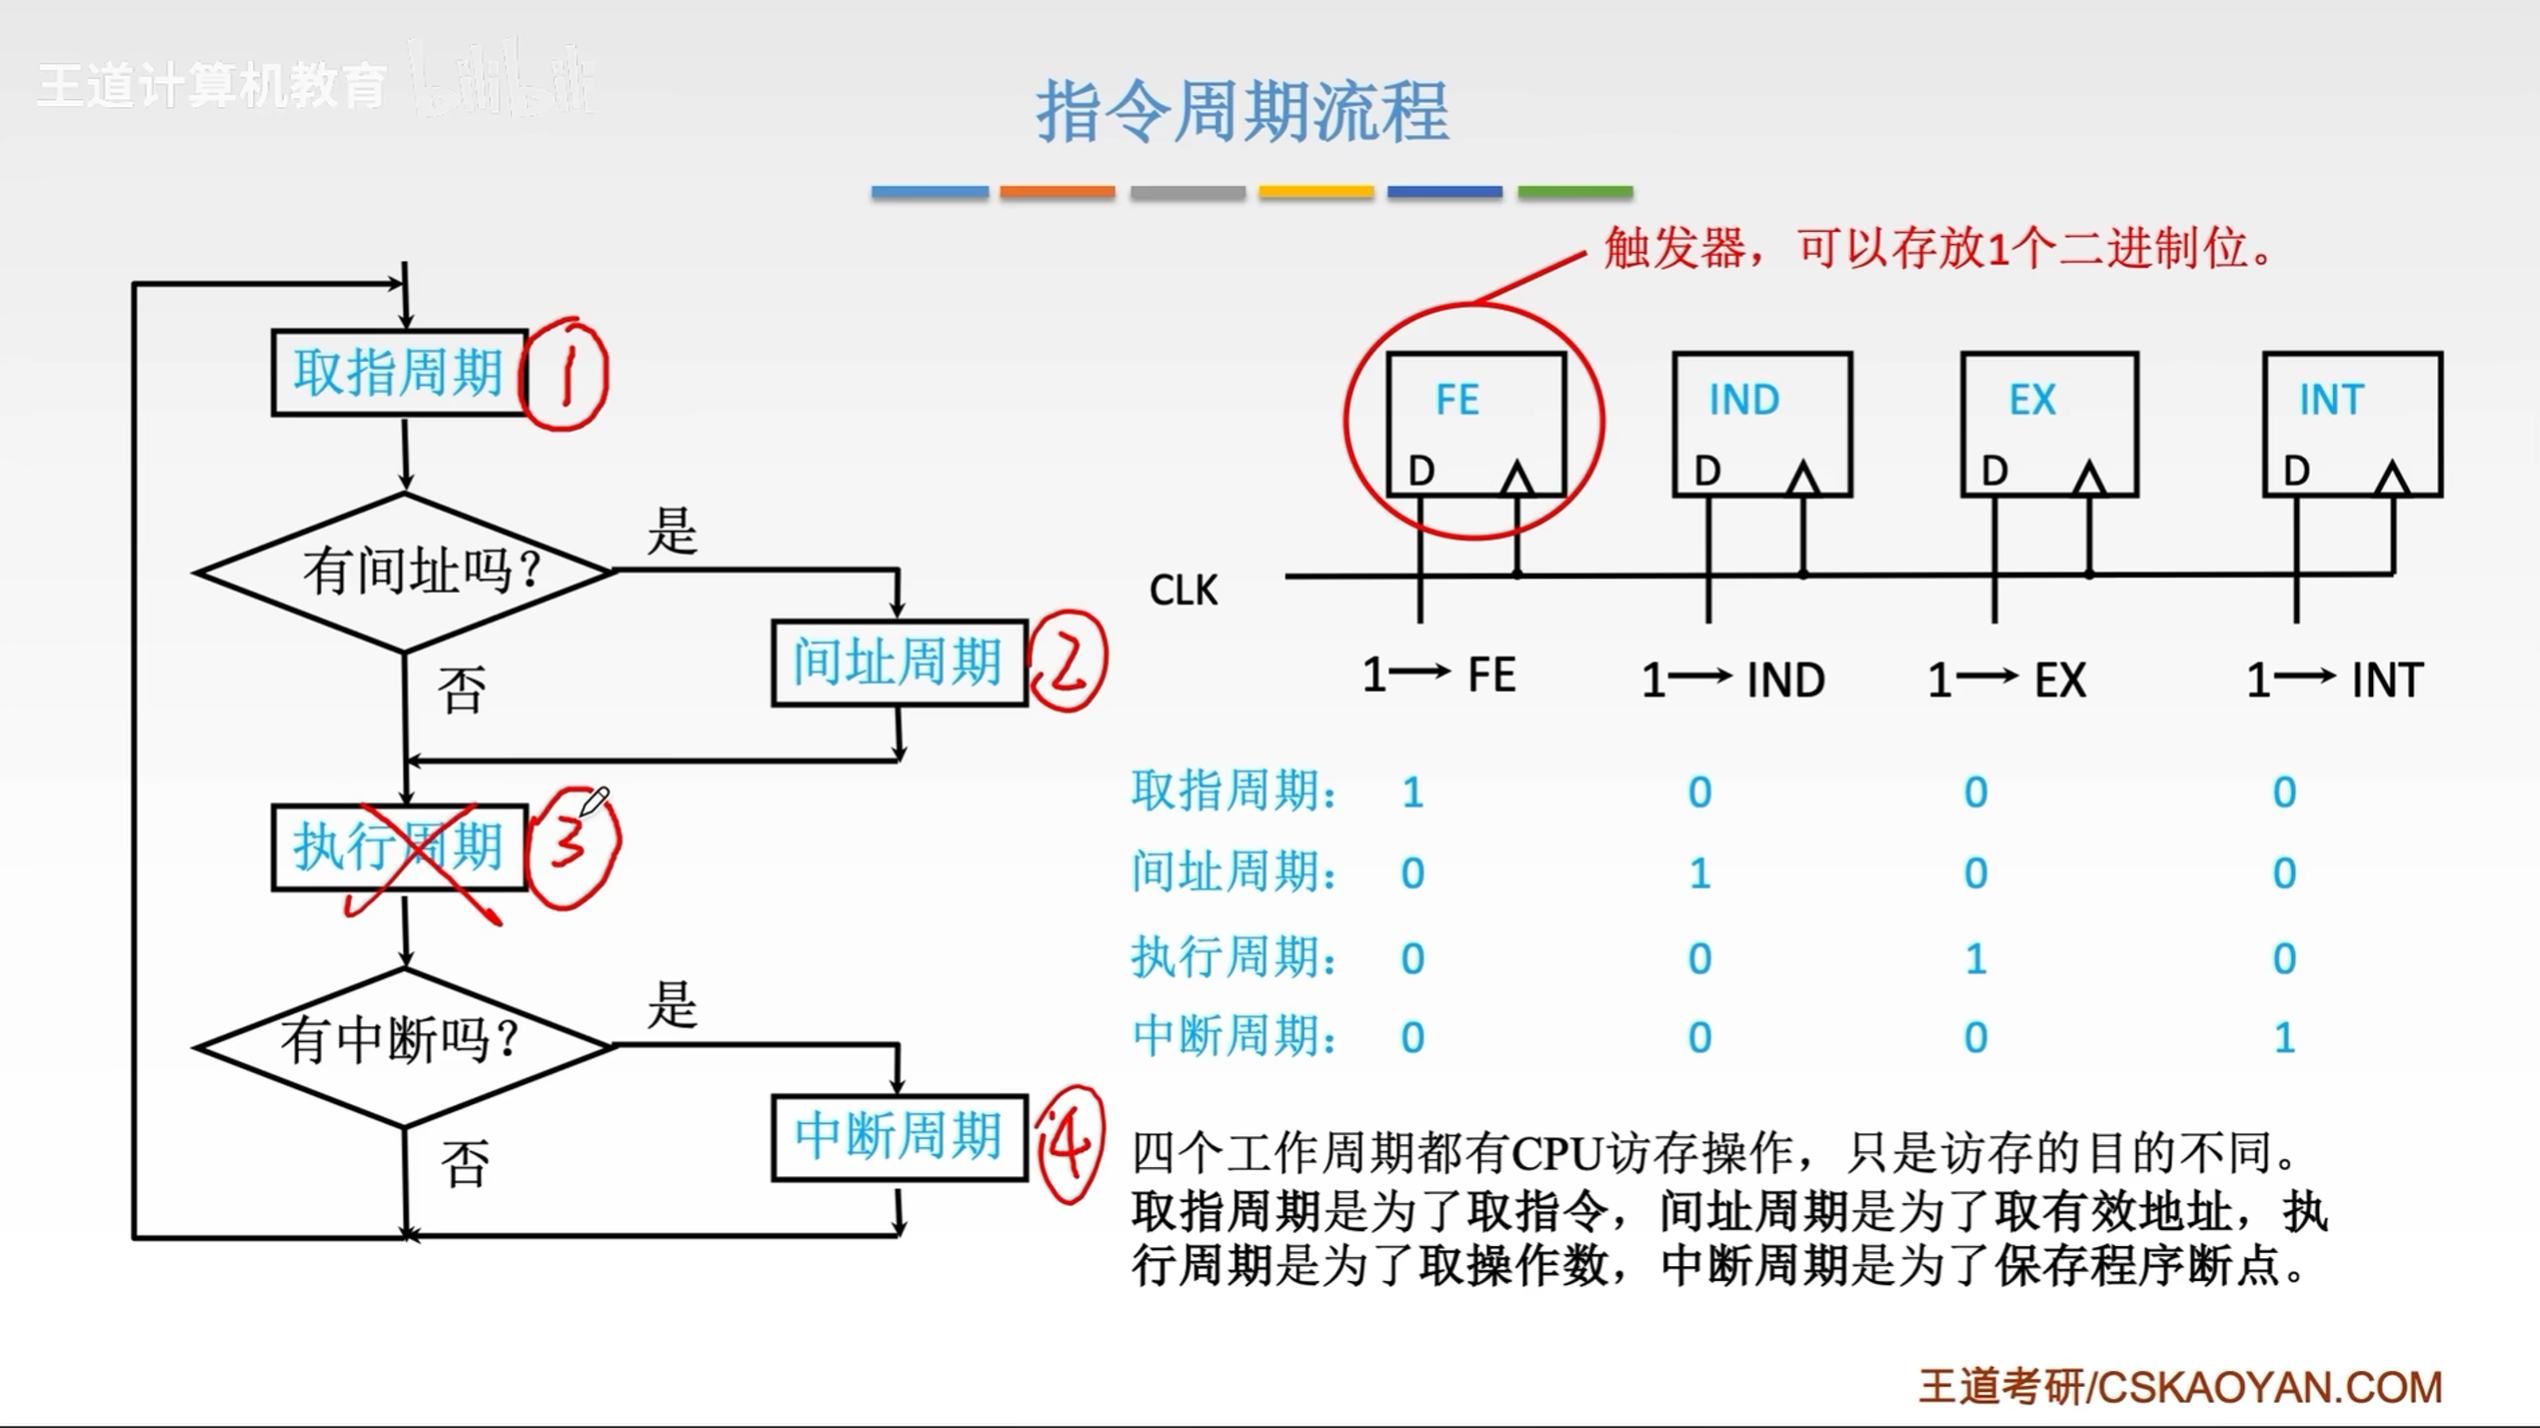 王道计算机教育 bilibili
指令周期流程
触发器，可以存放1个二进制位。
取指周期 1
有间址吗？
是
间址周期 2
否
执行周期 3
有中断吗？
是
中断周期 4
否
FE IND EX INT
D D D D
CLK
1→FE 1→IND 1→EX 1→INT
取指周期： 1 0 0 0
间址周期： 0 1 0 0
执行周期： 0 0 1 0
中断周期： 0 0 0 1
四个工作周期都有CPU访存操作，只是访存的目的不同。
取指周期是为了取指令，间址周期是为了取有效地址，执
行周期是为了取操作数，中断周期是为了保存程序断点。
王道考研/CSKAOYAN.COM